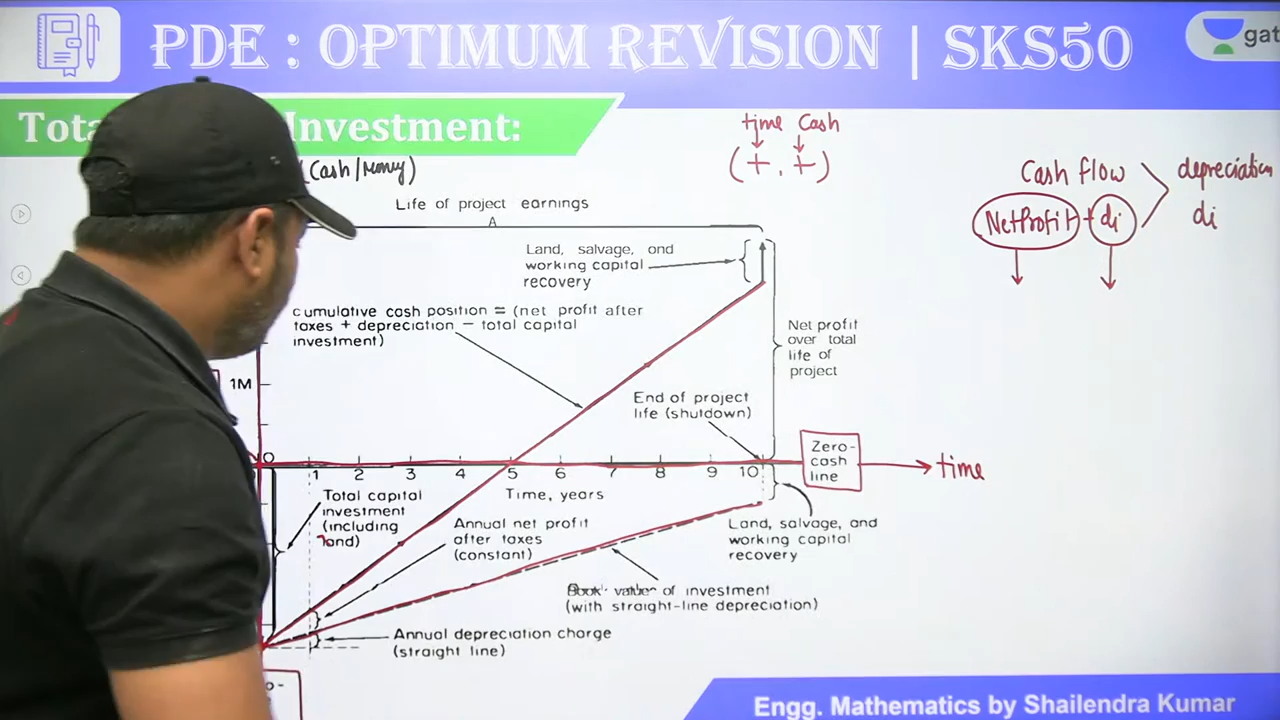 PDE : OPTIMUM REVISION | SKS50
gat
Tota
Investment:
(Cash/Money)
time Cash
(+, +)
Cash flow
depreciation
Net Profit + di
di
Life of project earnings
A
Land, salvage, and
working capital
recovery
cumulative cash position = (net profit after
taxes + depreciation - total capital
investment)
Net profit
over total
life of
project
1M
End of project
life (shutdown)
0
1 2 3 4 5 6 7 8 9 10
Zero-
cash
line
time
Time, years
Total capital
investment
(including
land)
Annual net profit
after taxes
(constant)
Land, salvage, and
working capital
recovery
Book value of investment
(with straight-line depreciation)
Annual depreciation charge
(straight line)
o-
Engg. Mathematics by Shailendra Kumar